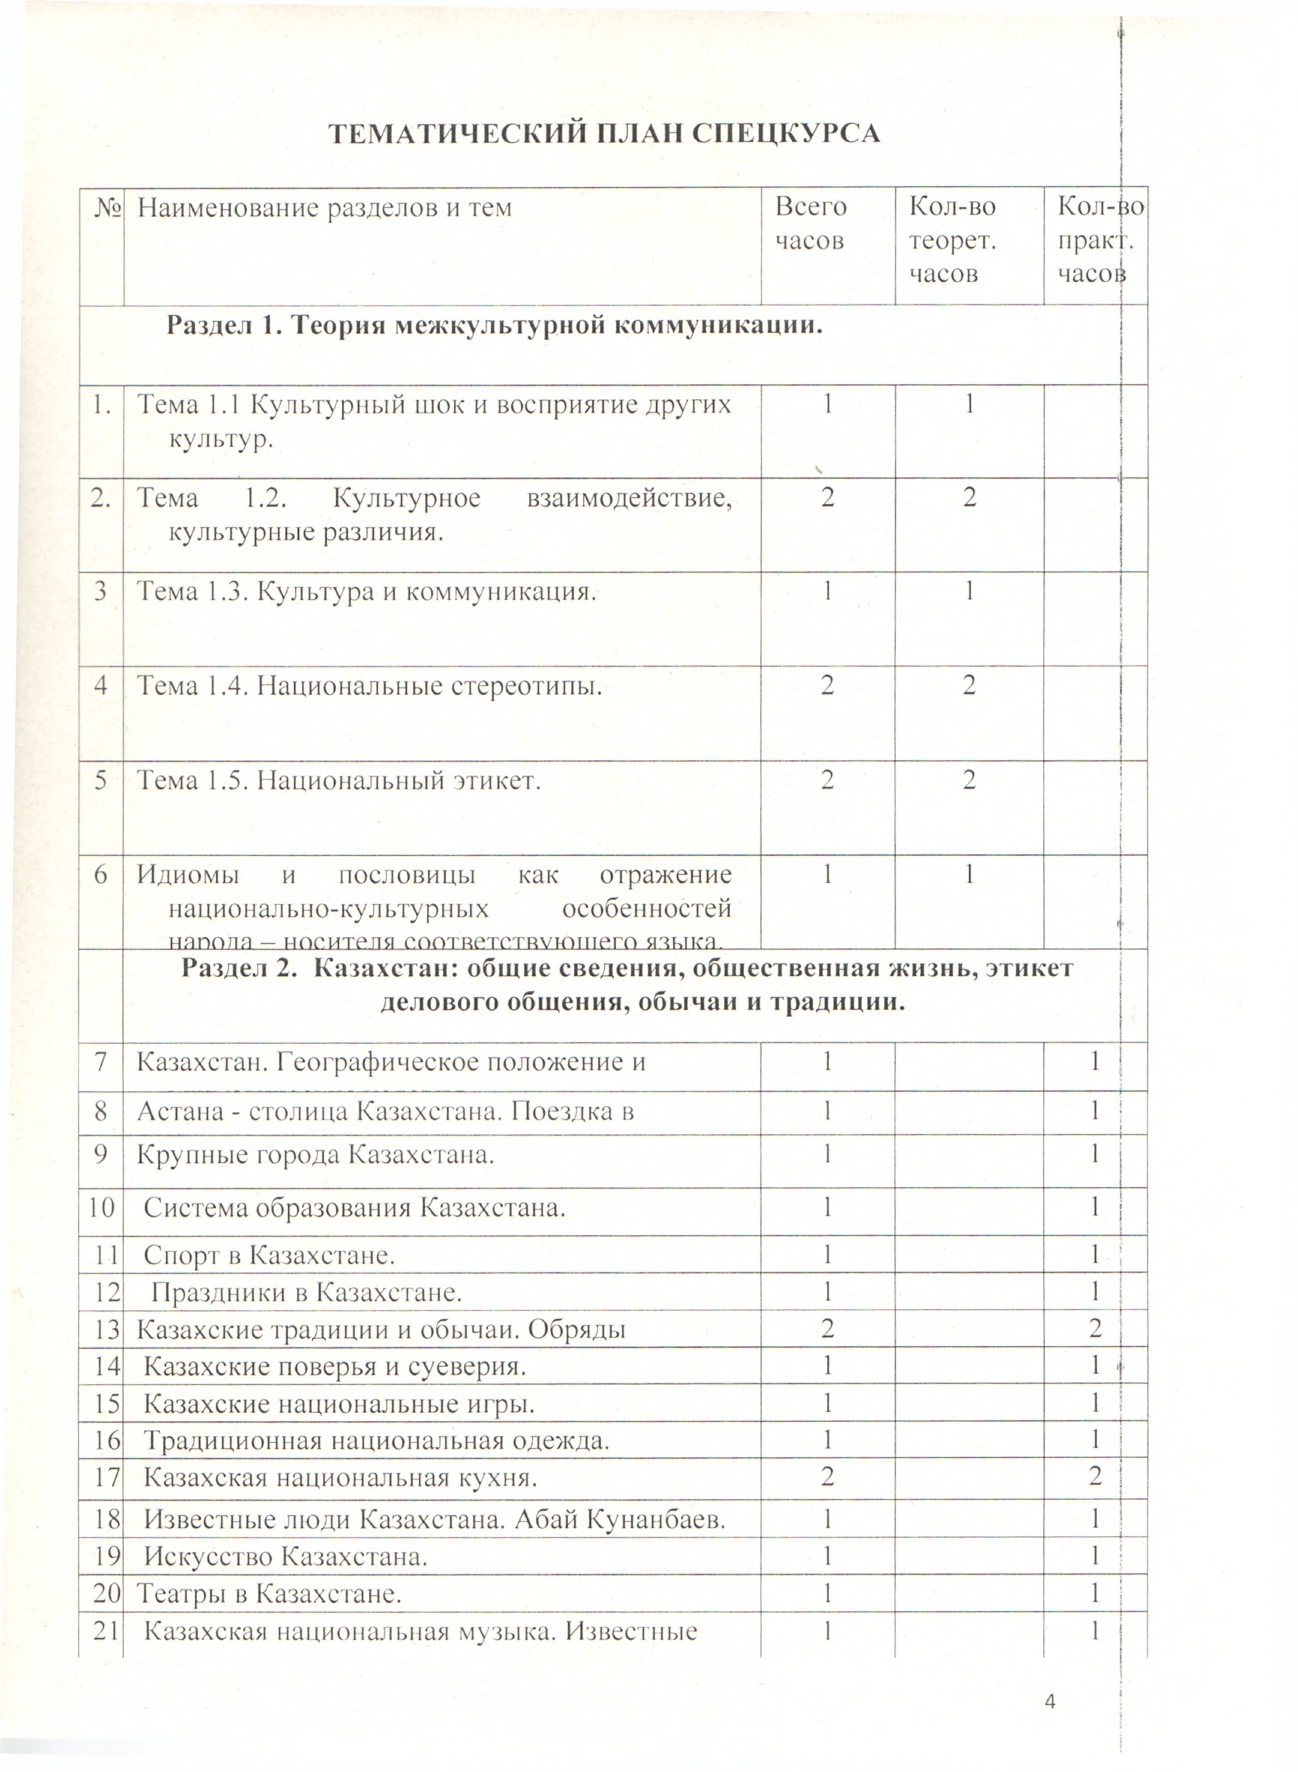 ТЕМАТИЧЕСКИЙ ПЛАН СПЕЦКУРСА
№ Наименование разделов и тем Всего часов Кол-во теорет. часов Кол-во практ. часов
Раздел 1. Теория межкультурной коммуникации.
1. Тема 1.1 Культурный шок и восприятие других 1 1
культур.
2. Тема 1.2. Культурное взаимодействие, 2 2
культурные различия.
3 Тема 1.3. Культура и коммуникация. 1 1
4 Тема 1.4. Национальные стереотипы. 2 2
5 Тема 1.5. Национальный этикет. 2 2
6 Идиомы и пословицы как отражение 1 1
национально-культурных особенностей
народа – носителя соответствующего языка.
Раздел 2. Казахстан: общие сведения, общественная жизнь, этикет
делового общения, обычаи и традиции.
7 Казахстан. Географическое положение и 1 1
8 Астана - столица Казахстана. Поездка в 1 1
9 Крупные города Казахстана. 1 1
10 Система образования Казахстана. 1 1
11 Спорт в Казахстане. 1 1
12 Праздники в Казахстане. 1 1
13 Казахские традиции и обычаи. Обряды 2 2
14 Казахские поверья и суеверия. 1 1
15 Казахские национальные игры. 1 1
16 Традиционная национальная одежда. 1 1
17 Казахская национальная кухня. 2 2
18 Известные люди Казахстана. Абай Кунанбаев. 1 1
19 Искусство Казахстана. 1 1
20 Театры в Казахстане. 1 1
21 Казахская национальная музыка. Известные 1 1
4